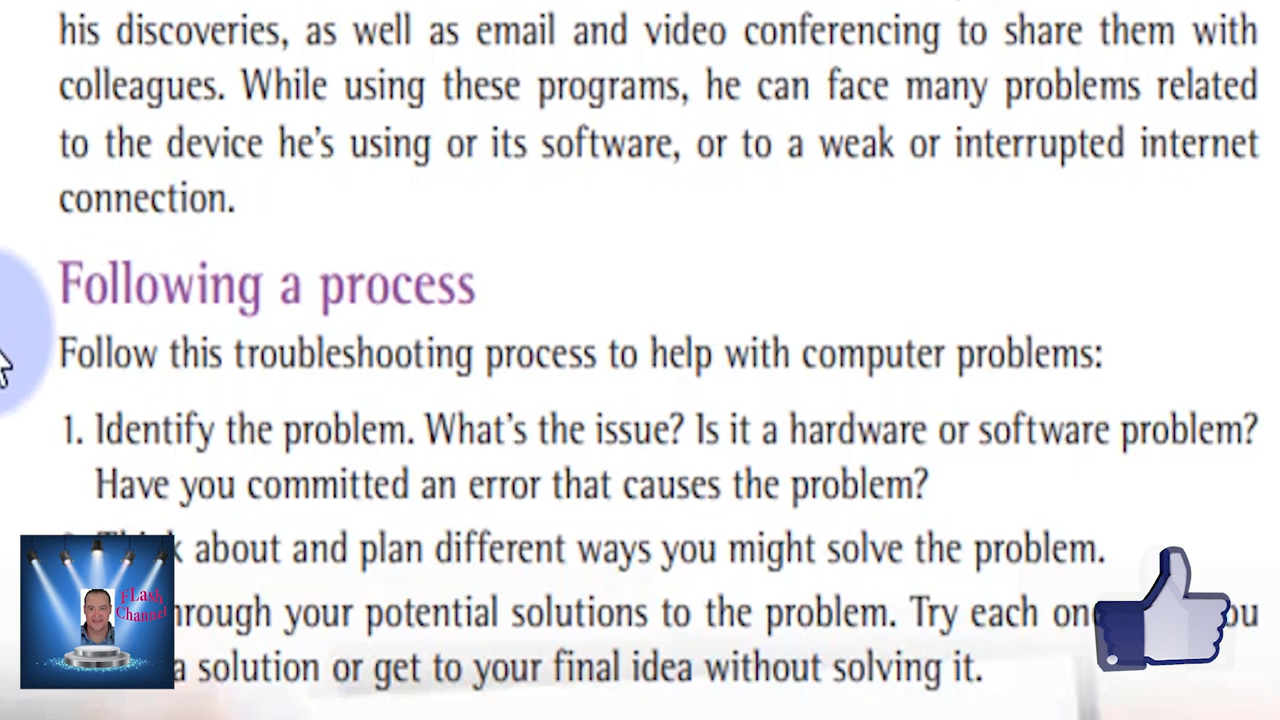 his discoveries, as well as email and video conferencing to share them with
colleagues. While using these programs, he can face many problems related
to the device he's using or its software, or to a weak or interrupted internet
connection.
Following a process
Follow this troubleshooting process to help with computer problems:
1. Identify the problem. What's the issue? Is it a hardware or software problem?
Have you committed an error that causes the problem?
about and plan different ways you might solve the problem.
your potential solutions to the problem. Try each
a solution or get to your final idea without solving it.
FLash
Channel